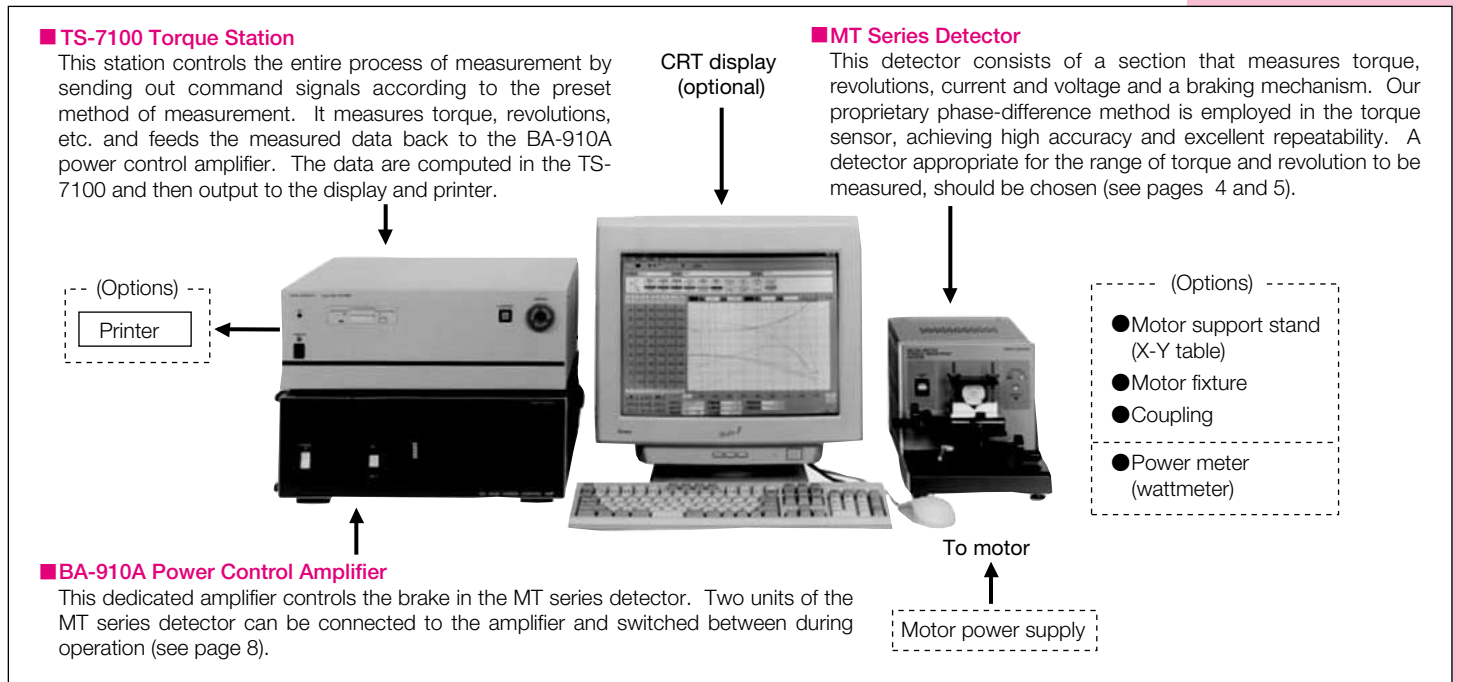 ■TS-7100 Torque Station
This station controls the entire process of measurement by
sending out command signals according to the preset
method of measurement. It measures torque, revolutions,
etc. and feeds the measured data back to the BA-910A
power control amplifier. The data are computed in the TS-
7100 and then output to the display and printer.
CRT display
(optional)
■MT Series Detector
This detector consists of a section that measures torque,
revolutions, current and voltage and a braking mechanism. Our
proprietary phase-difference method is employed in the torque
sensor, achieving high accuracy and excellent repeatability. A
detector appropriate for the range of torque and revolution to be
measured, should be chosen (see pages 4 and 5).
(Options)
Printer
(Options)
●Motor support stand
(X-Y table)
●Motor fixture
●Coupling
●Power meter
(wattmeter)
To motor
Motor power supply
■BA-910A Power Control Amplifier
This dedicated amplifier controls the brake in the MT series detector. Two units of the
MT series detector can be connected to the amplifier and switched between during
operation (see page 8).